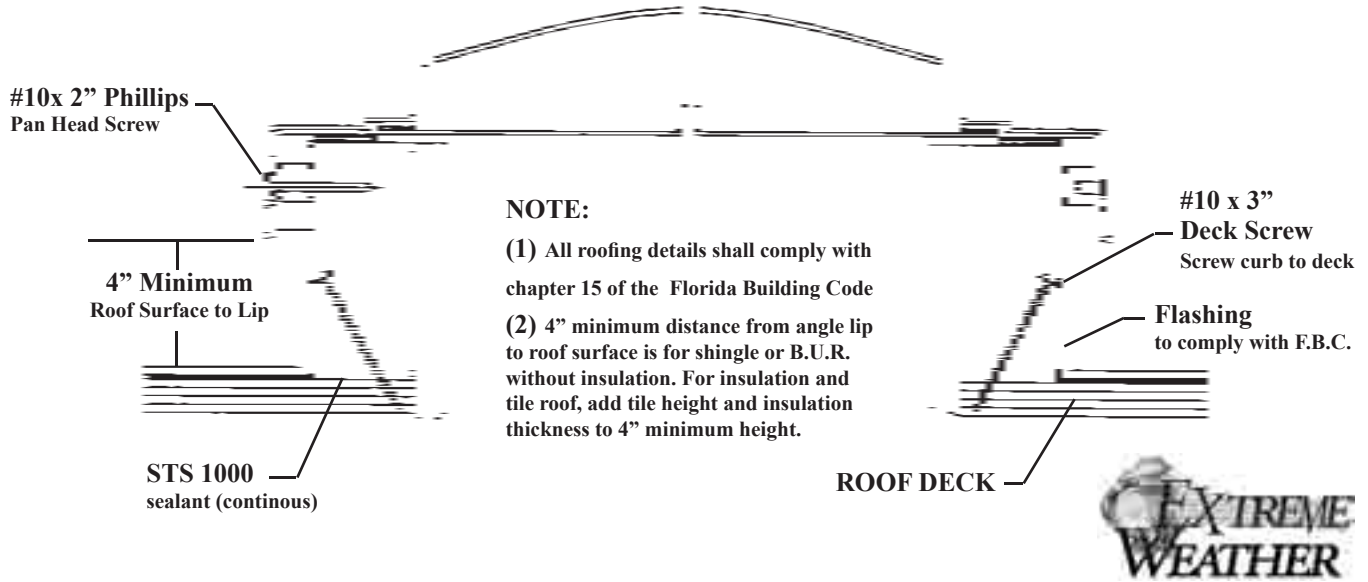 #10x 2” Phillips
Pan Head Screw
4” Minimum
Roof Surface to Lip
STS 1000
sealant (continous)
NOTE:
(1) All roofing details shall comply with
chapter 15 of the Florida Building Code
(2) 4” minimum distance from angle lip
to roof surface is for shingle or B.U.R.
without insulation. For insulation and
tile roof, add tile height and insulation
thickness to 4” minimum height.
#10 x 3”
Deck Screw
Screw curb to deck
Flashing
to comply with F.B.C.
ROOF DECK
EXTREME
WEATHER